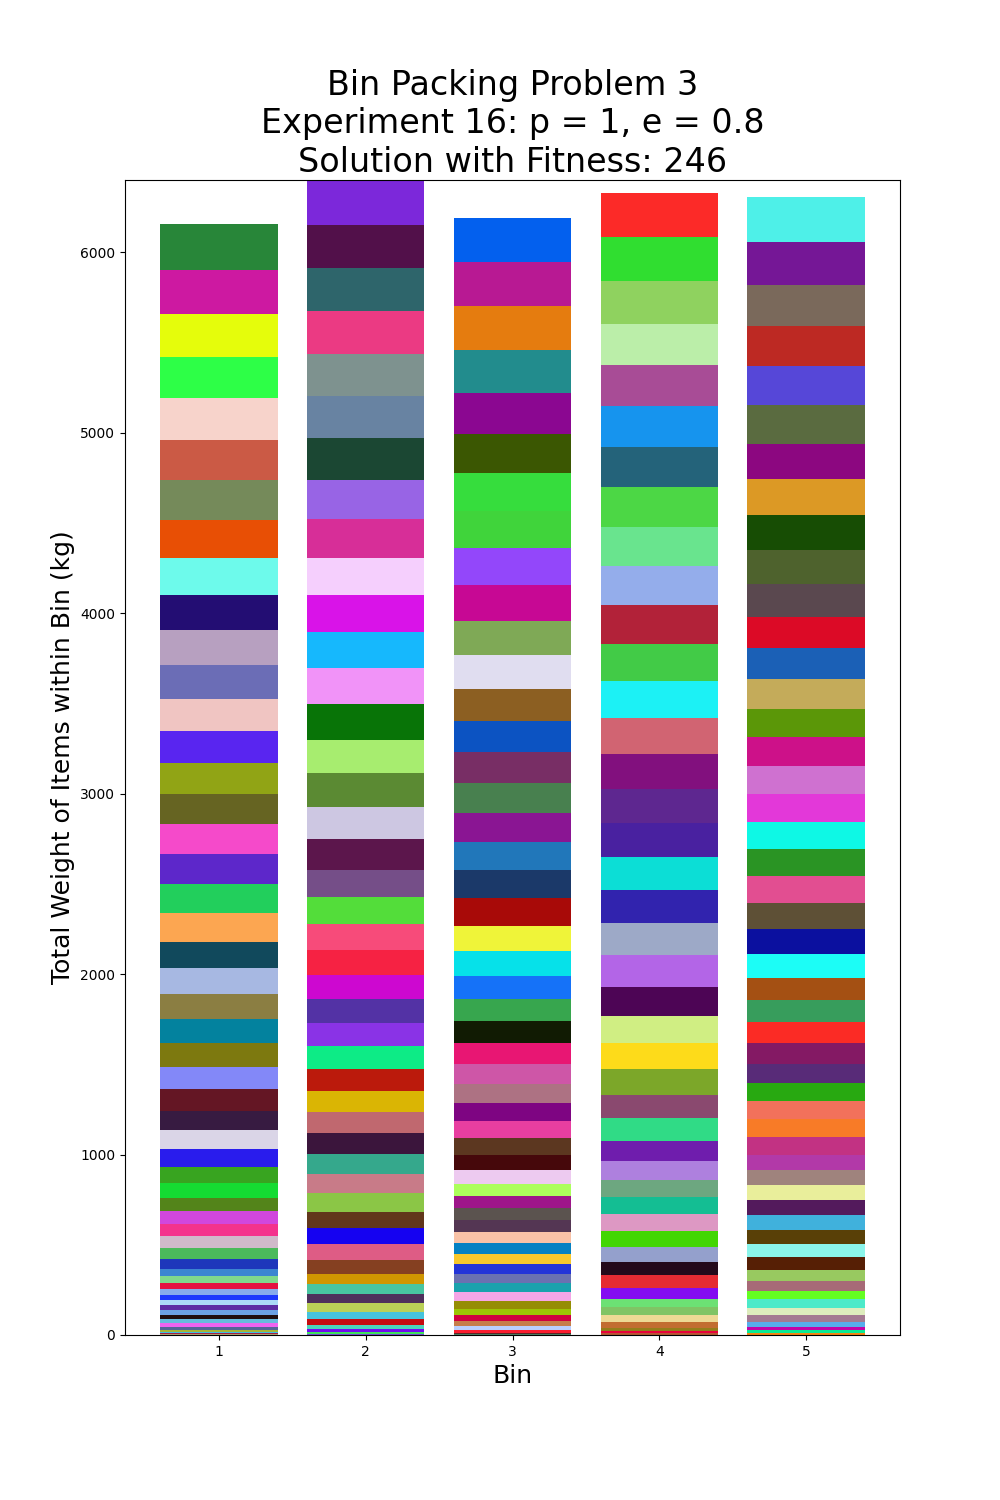 Bin Packing Problem 3
Experiment 16: p = 1, e = 0.8
Solution with Fitness: 246
Total Weight of Items within Bin (kg)
6000
5000
4000
3000
2000
1000
0
1 2 3 4 5
Bin